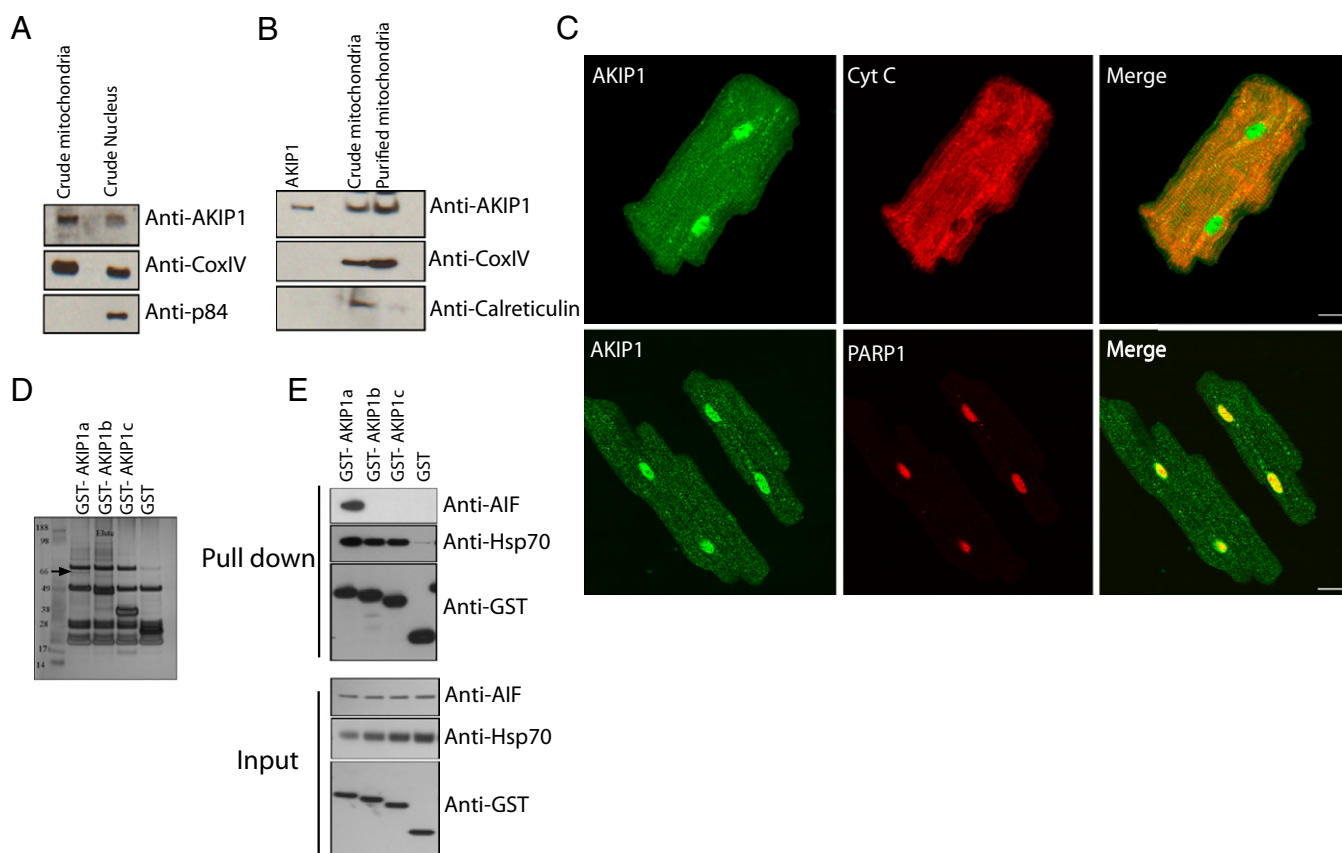 A
Crude mitochondria
Crude Nucleus
Anti-AKIP1
Anti-CoxIV
Anti-p84
B
AKIP1
Crude mitochondria
Purified mitochondria
Anti-AKIP1
Anti-CoxIV
Anti-Calreticulin
C
AKIP1
Cyt C
Merge
AKIP1
PARP1
Merge
D
GST- AKIP1a
GST- AKIP1b
GST- AKIP1c
GST
188
98
66
49
38
28
17
14
E
GST- AKIP1a
GST- AKIP1b
GST- AKIP1c
GST
Pull down
Anti-AIF
Anti-Hsp70
Anti-GST
Input
Anti-AIF
Anti-Hsp70
Anti-GST